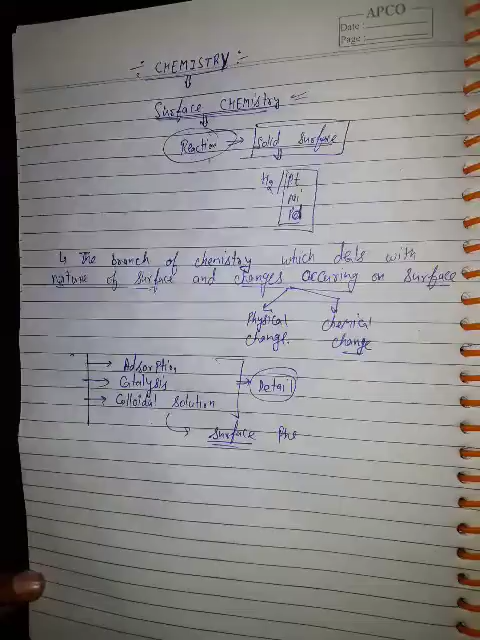 APCO
Date :
Page :
CHEMISTRY
Surface CHEMistry
Reaction
Solid Surface
H2 / Pt
Ni
Pd
The branch of chemistry which deals with
nature of surface and changes occuring on surface
Physical change.
Chemical change
Adsorption
Catalysis
Colloidal Solution
Detail
Surface Phe